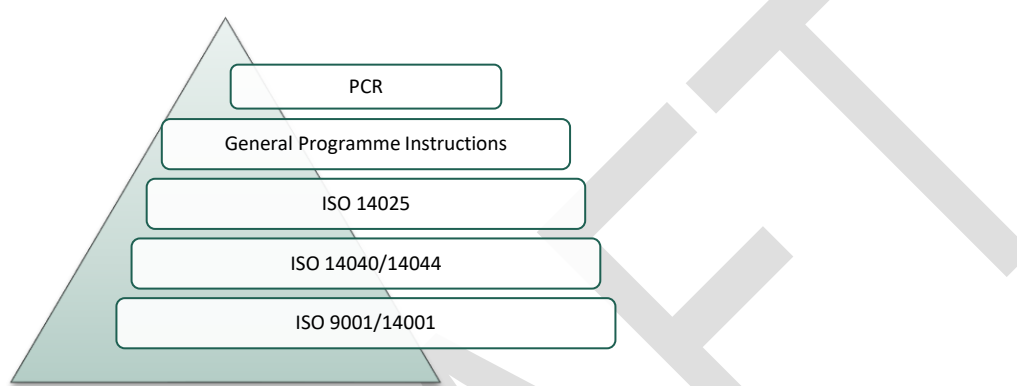 PCR
General Programme Instructions
ISO 14025
ISO 14040/14044
ISO 9001/14001